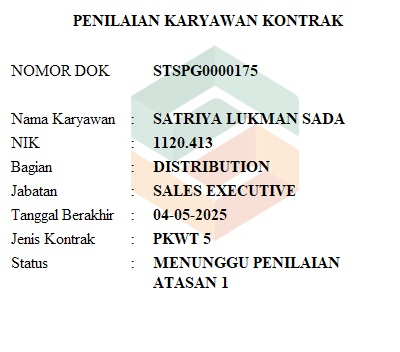 PENILAIAN KARYAWAN KONTRAK
NOMOR DOK STSPG0000175
Nama Karyawan : SATRIYA LUKMAN SADA
NIK : 1120.413
Bagian : DISTRIBUTION
Jabatan : SALES EXECUTIVE
Tanggal Berakhir : 04-05-2025
Jenis Kontrak : PKWT 5
Status : MENUNGGU PENILAIAN
ATASAN 1